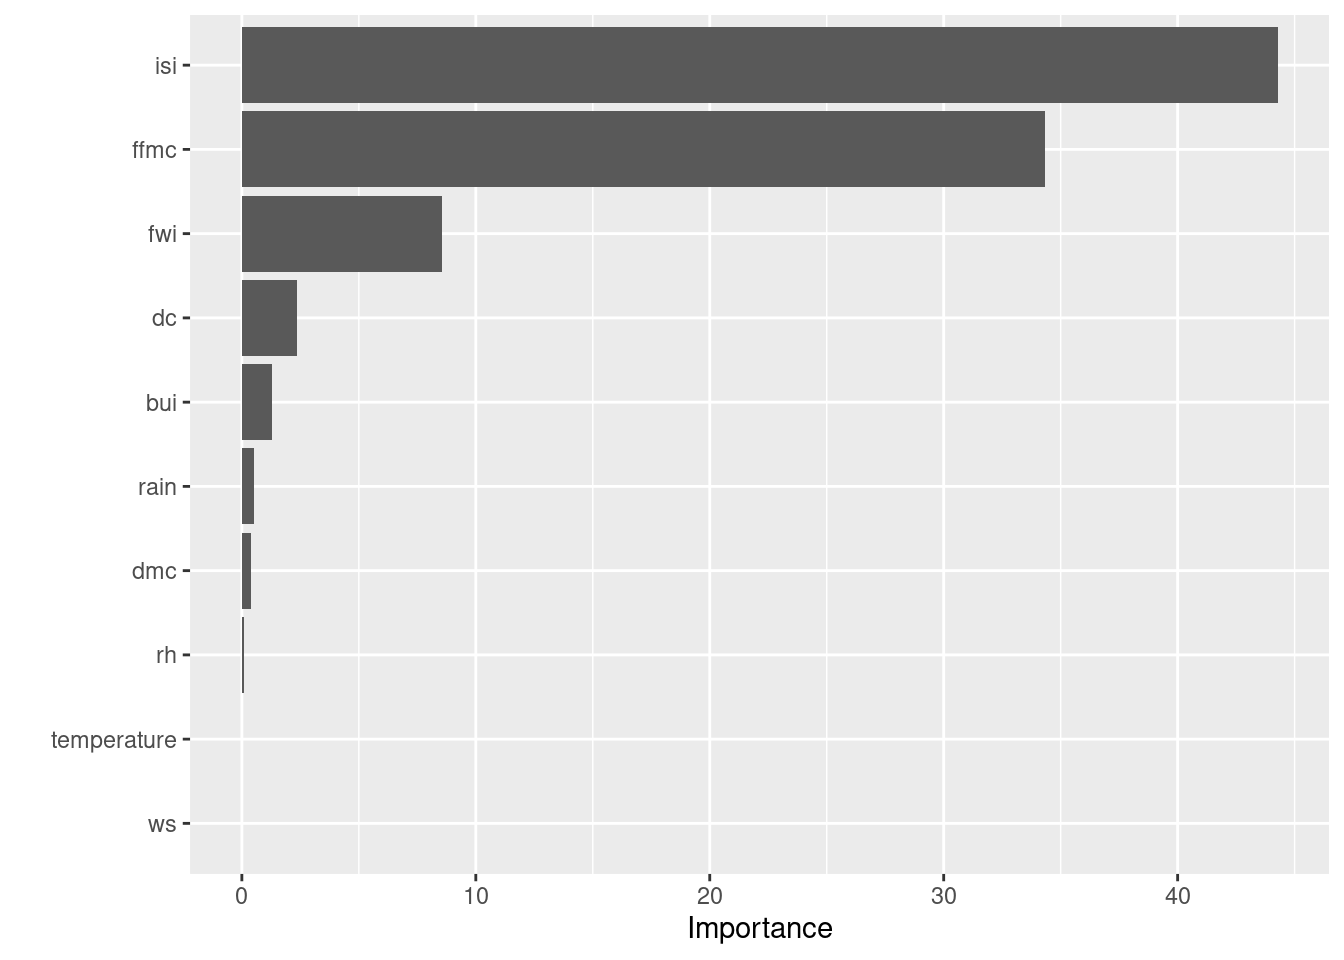 isi
ffmc
fwi
dc
bui
rain
dmc
rh
temperature
ws
0 10 20 30 40
Importance